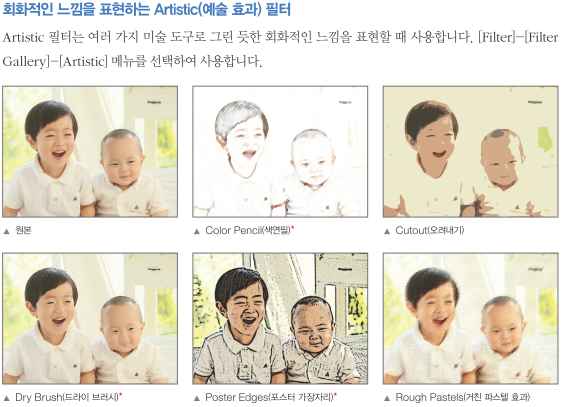 회화적인 느낌을 표현하는 Artistic(예술 효과) 필터
Artistic 필터는 여러 가지 미술 도구로 그린 듯한 회화적인 느낌을 표현할 때 사용합니다. [Filter]-[Filter
Gallery]-[Artistic] 메뉴를 선택하여 사용합니다.
▲ 원본
▲ Color Pencil(색연필)*
▲ Cutout(오려내기)
▲ Dry Brush(드라이 브러시)*
▲ Poster Edges(포스터 가장자리)*
▲ Rough Pastels(거친 파스텔 효과)